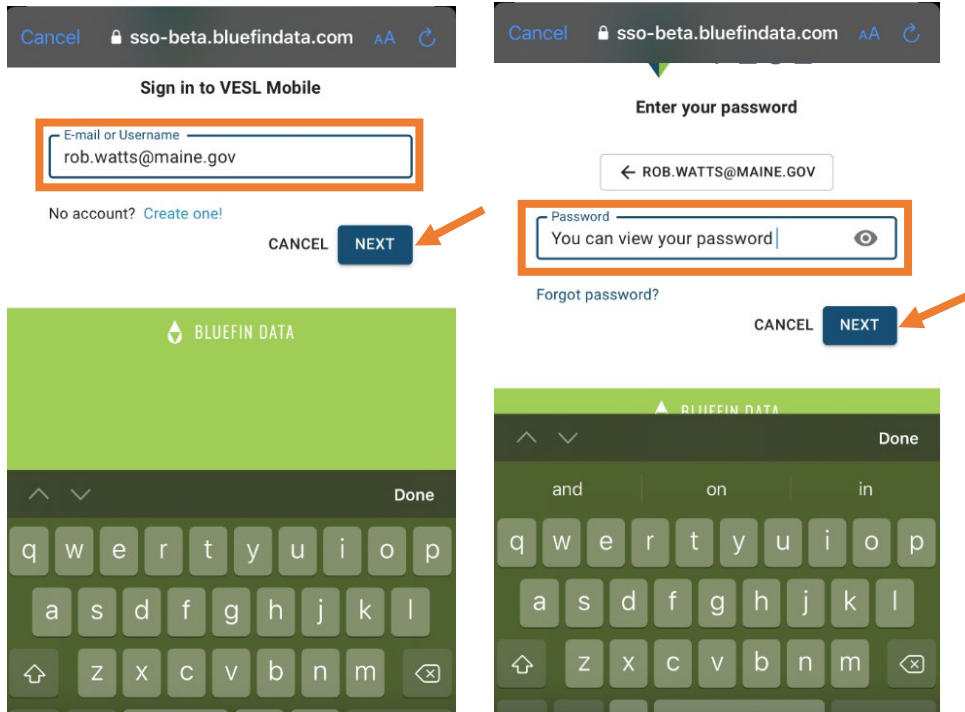 Cancel sso-beta.bluefindata.com AA
Sign in to VESL Mobile
E-mail or Username
rob.watts@maine.gov
No account? Create one!
CANCEL NEXT
BLUEFIN DATA
Done
q w e r t y u i o p
a s d f g h j k l
z x c v b n m
Cancel sso-beta.bluefindata.com AA
Enter your password
ROB.WATTS@MAINE.GOV
Password
You can view your password
Forgot password?
CANCEL NEXT
BLUEFIN DATA
Done
and on in
q w e r t y u i o p
a s d f g h j k l
z x c v b n m